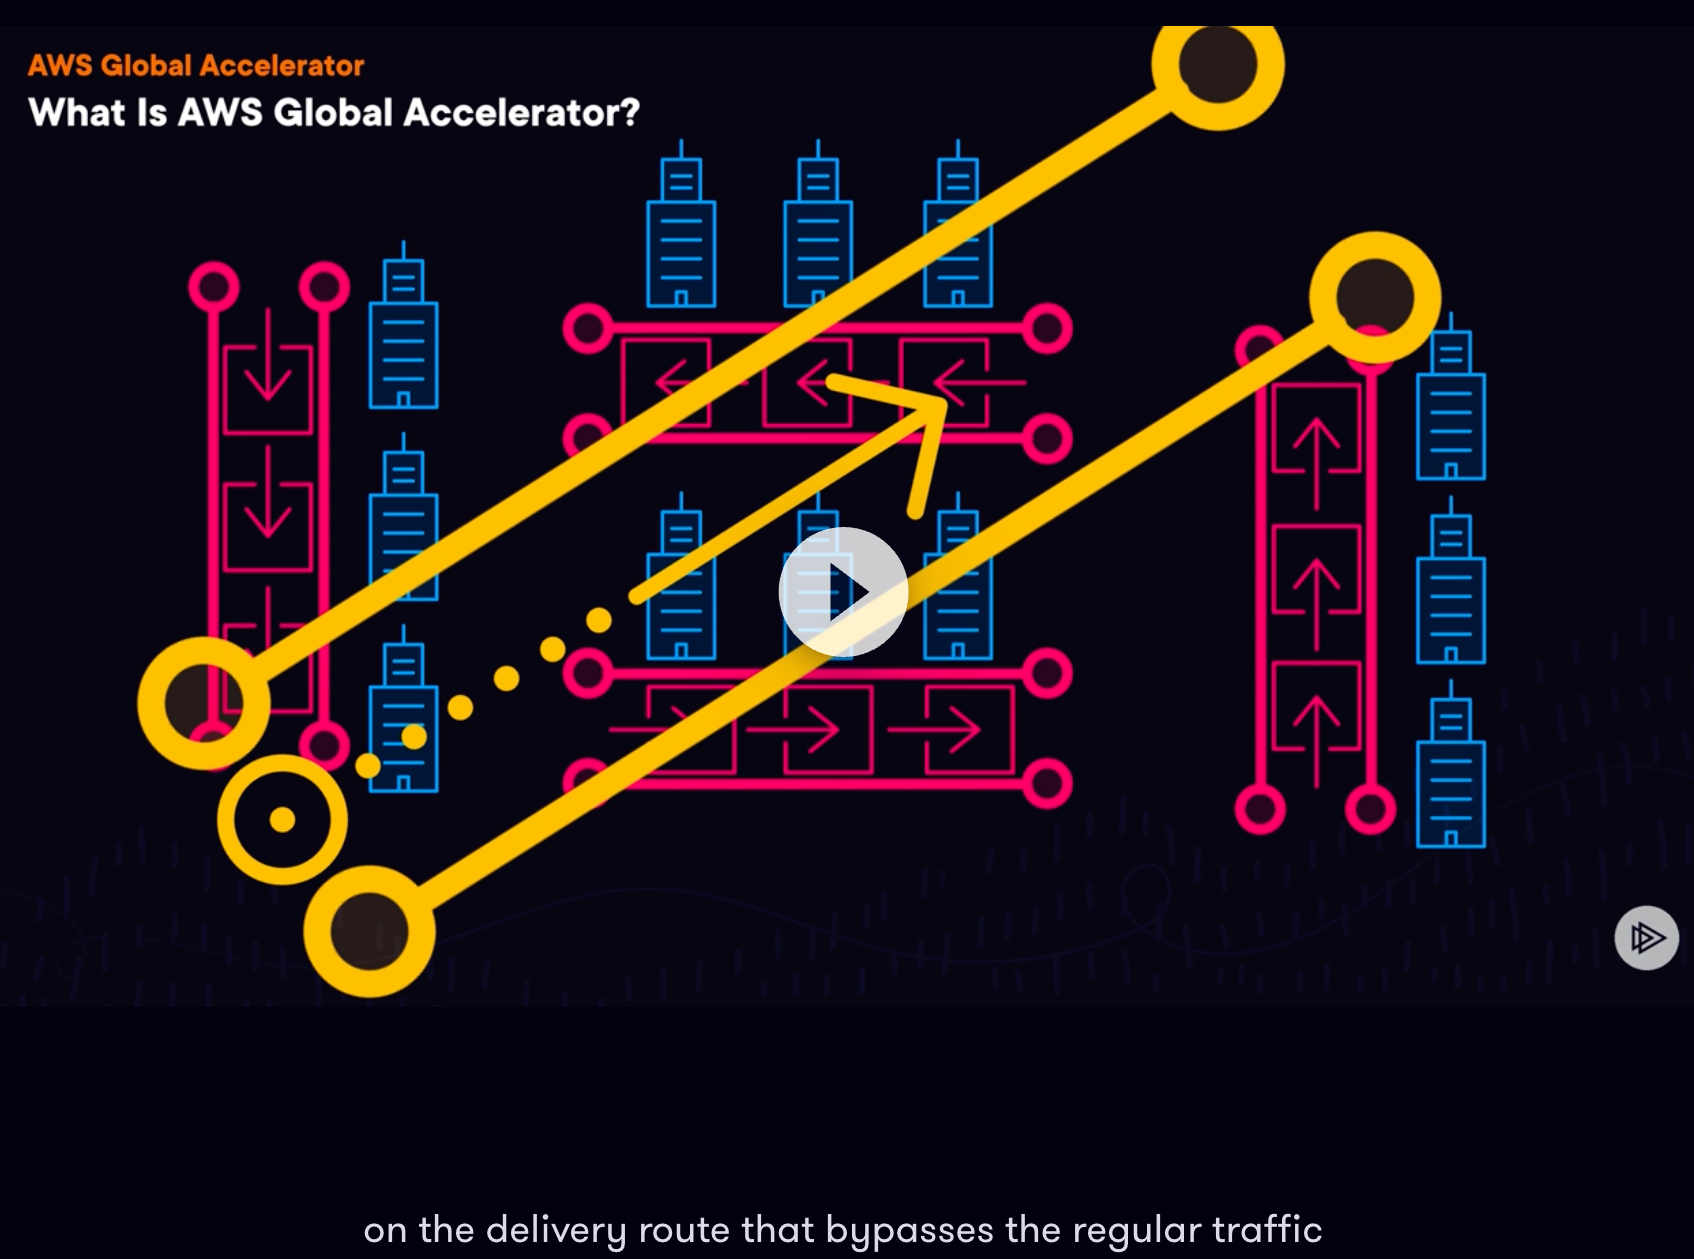 AWS Global Accelerator
What Is AWS Global Accelerator?
on the delivery route that bypasses the regular traffic